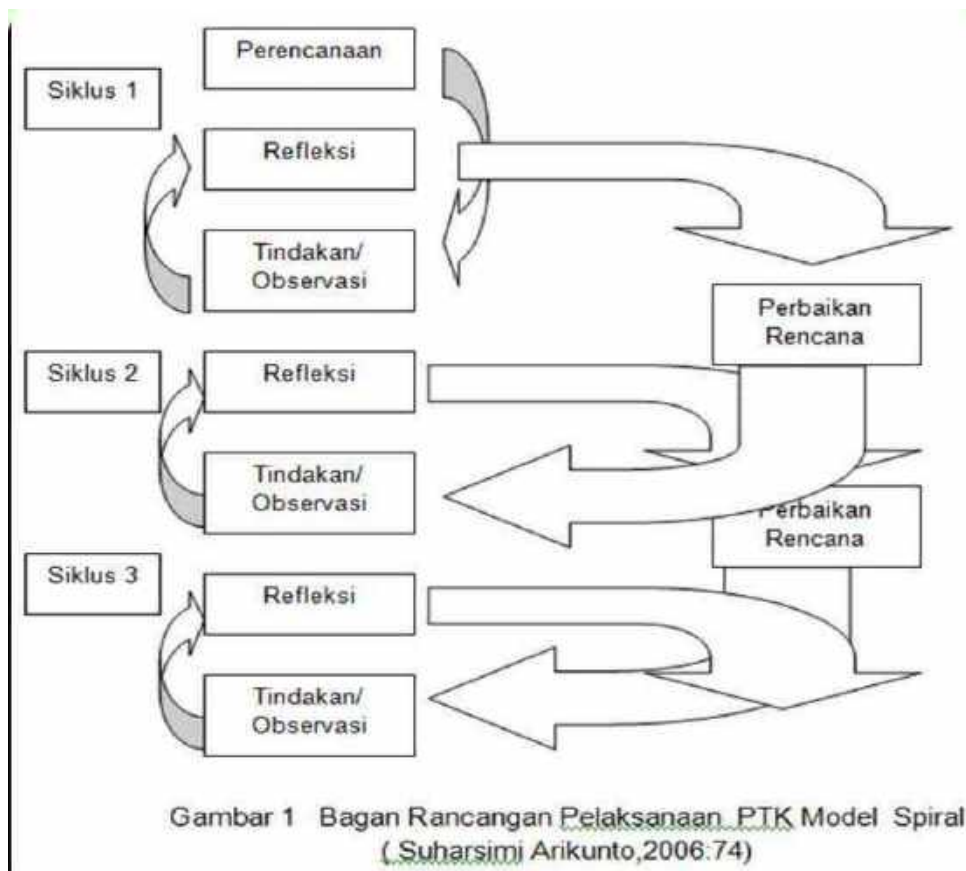 Perencanaan
Siklus 1
Refleksi
Tindakan/
Observasi
Perbaikan
Rencana
Siklus 2
Refleksi
Tindakan/
Observasi
Perbaikan
Rencana
Siklus 3
Refleksi
Tindakan/
Observasi
Gambar 1 Bagan Rancangan Pelaksanaan PTK Model Spiral
( Suharsimi Arikunto,2006:74)